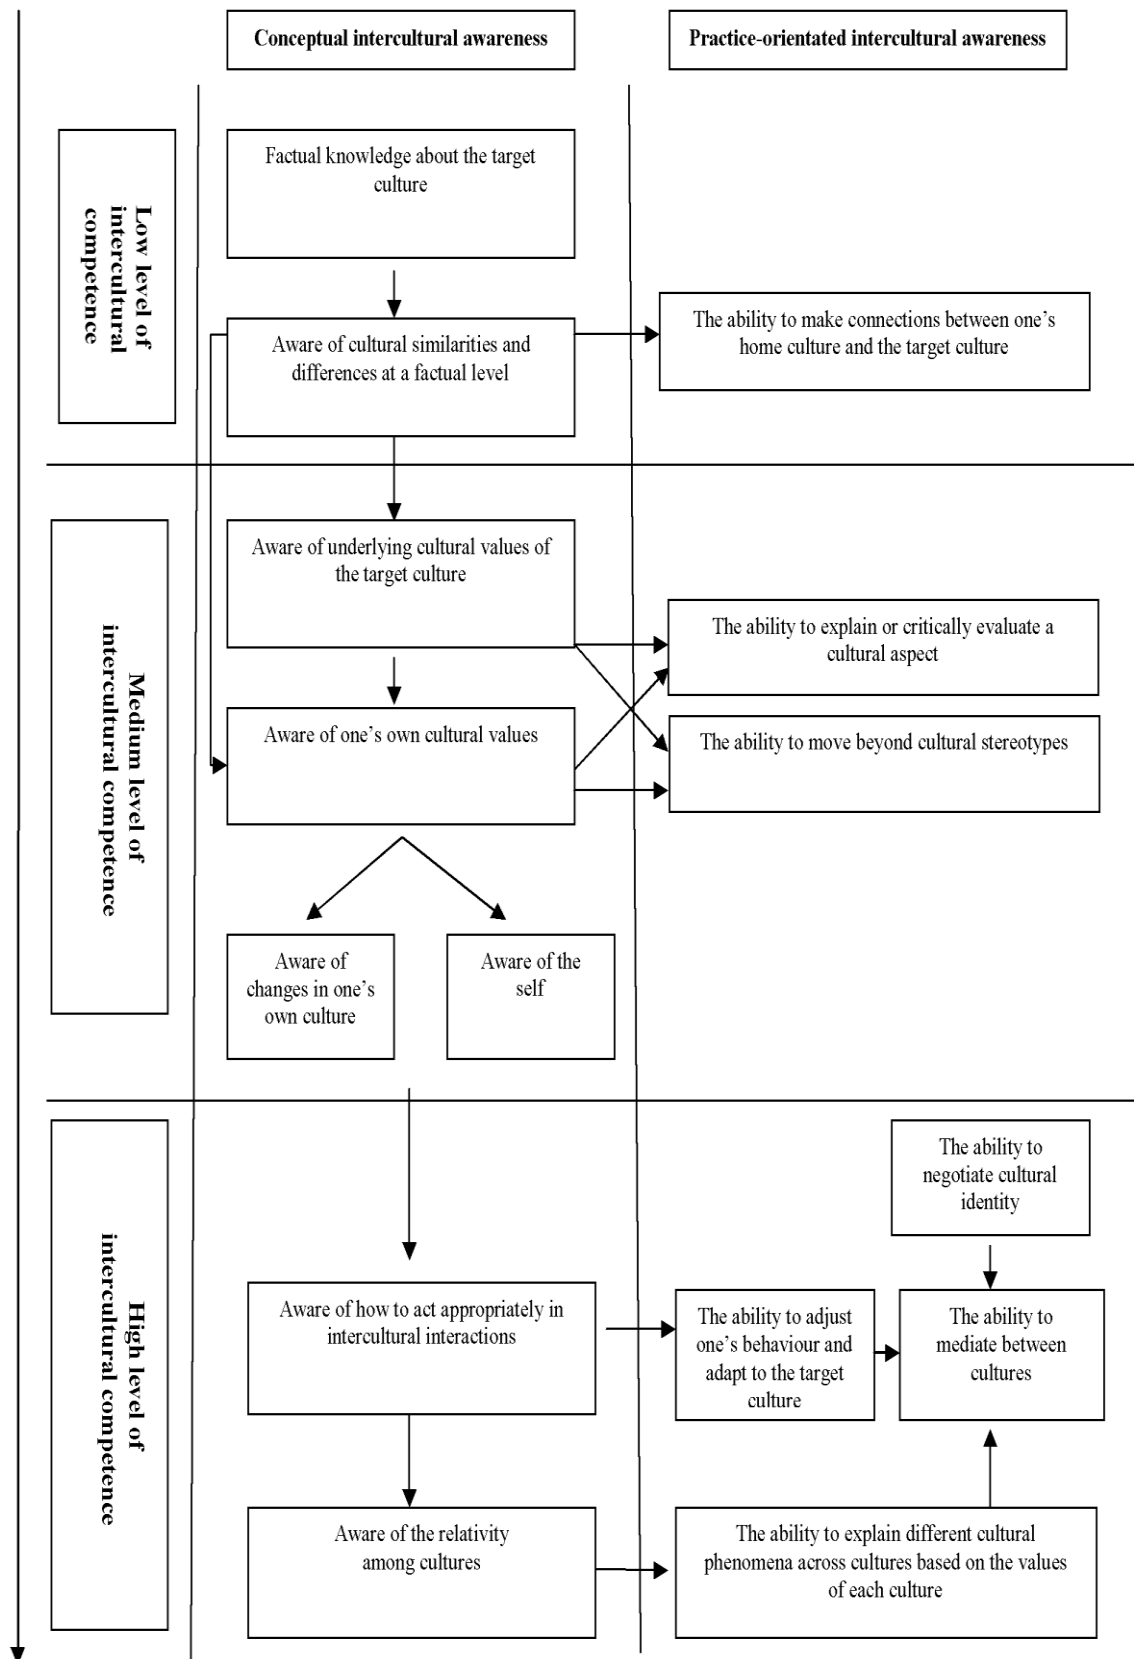 Conceptual intercultural awareness
Practice-orientated intercultural awareness
Low level of
intercultural
competence
Factual knowledge about the target
culture
Aware of cultural similarities and
differences at a factual level
The ability to make connections between one’s
home culture and the target culture
Medium level of
intercultural competence
Aware of underlying cultural values of
the target culture
The ability to explain or critically evaluate a
cultural aspect
Aware of one’s own cultural values
The ability to move beyond cultural stereotypes
Aware of
changes in one’s
own culture
Aware of the
self
High level of
intercultural competence
The ability to
negotiate cultural
identity
Aware of how to act appropriately in
intercultural interactions
The ability to adjust
one’s behaviour and
adapt to the target
culture
The ability to
mediate between
cultures
Aware of the relativity
among cultures
The ability to explain different cultural
phenomena across cultures based on the values
of each culture